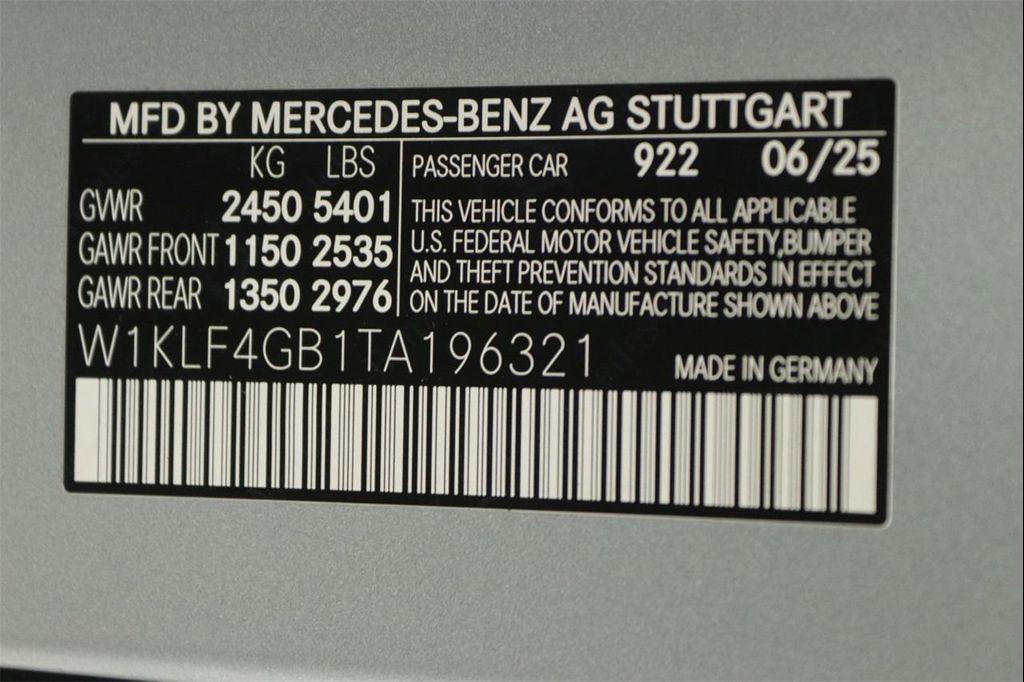 MFD BY MERCEDES-BENZ AG STUTTGART
KG LBS
GVWR 2450 5401
GAWR FRONT 1150 2535
GAWR REAR 1350 2976
PASSENGER CAR 922 06/25
THIS VEHICLE CONFORMS TO ALL APPLICABLE
U.S. FEDERAL MOTOR VEHICLE SAFETY,BUMPER
AND THEFT PREVENTION STANDARDS IN EFFECT
ON THE DATE OF MANUFACTURE SHOWN ABOVE
W1KLF4GB1TA196321
MADE IN GERMANY